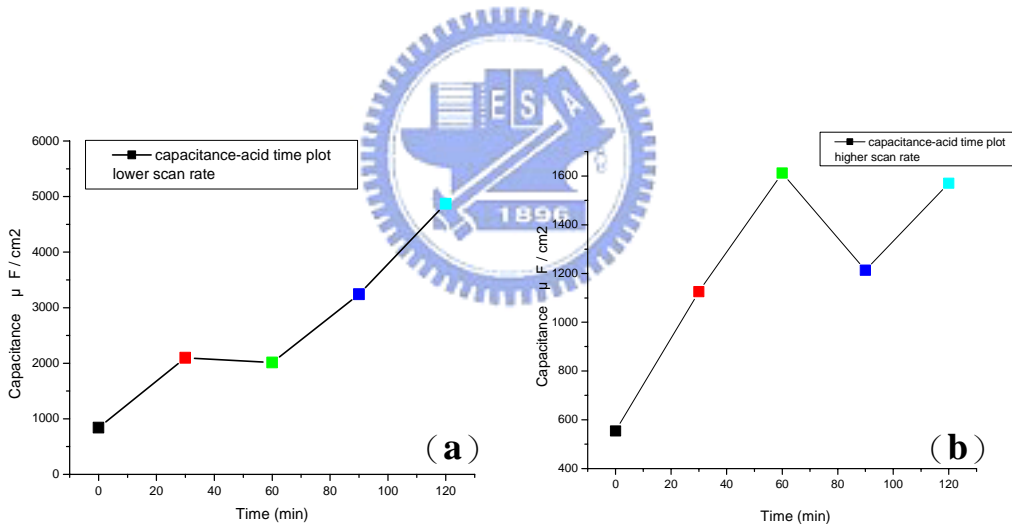 E S A
1896
capacitance-acid time plot
lower scan rate
6000
5000
4000
3000
2000
1000
0
Capacitance μ F / cm2
0 20 40 60 80 100 120
Time (min)
(a)
capacitance-acid time plot
higher scan rate
1600
1400
1200
1000
800
600
400
Capacitance μ F / cm2
0 20 40 60 80 100 120
Time (min)
(b)